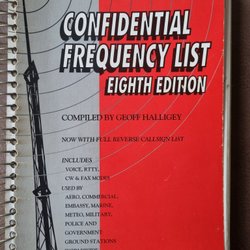 CONFIDENTIAL
FREQUENCY LIST
EIGHTH EDITION
COMPILED BY GEOFF HALLIGEY
NOW WITH FULL REVERSE CALLSIGN LIST
INCLUDES
VOICE, RTTY,
CW & FAX MODES
USED BY
AERO, COMMERCIAL,
EMBASSY, MARINE,
METEO, MILITARY,
POLICE AND
GOVERNMENT
GROUND STATIONS